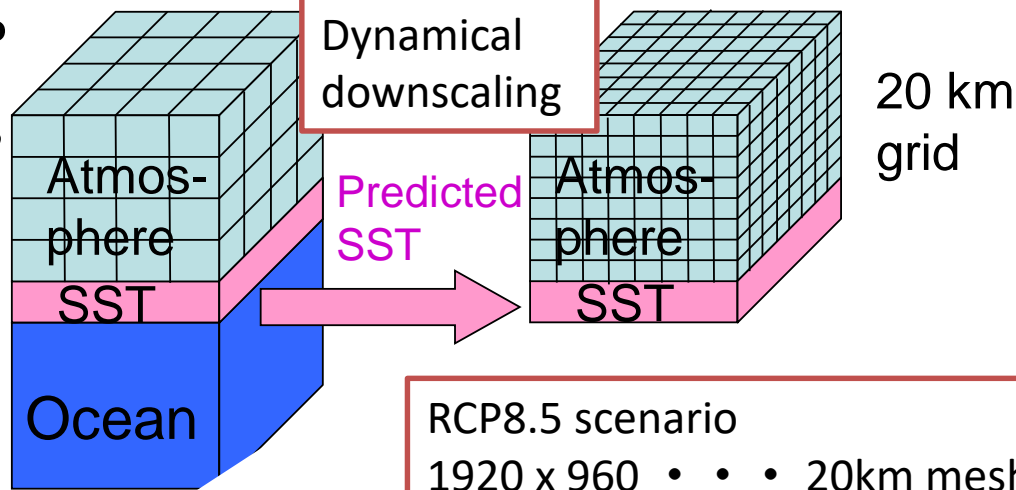 Dynamical
downscaling
20 km
grid
Atmos-
phere
Predicted
SST
Atmos-
phere
SST
SST
Ocean
RCP8.5 scenario
1920 x 960 • • • 20km mesh